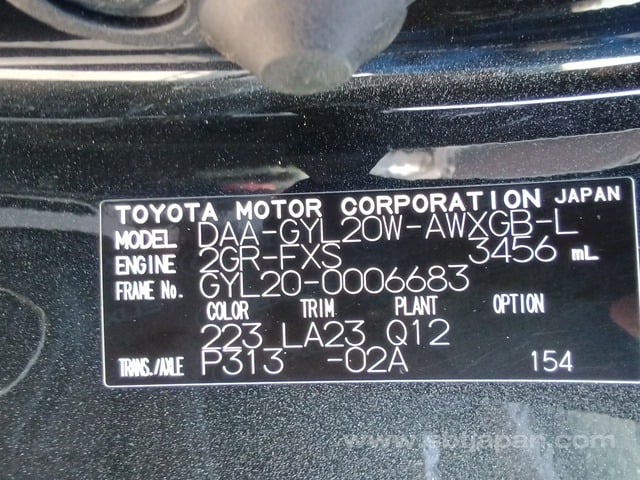 TOYOTA MOTOR CORPORATION JAPAN
MODEL DAA-GYL20W-AWXGB-L
ENGINE 2GR-FXS 3456 mL
FRAME No. GYL20-0006683
COLOR TRIM PLANT OPTION
223 LA23 Q12
TRANS./AXLE P313 -02A 154
www.sbtjapan.com